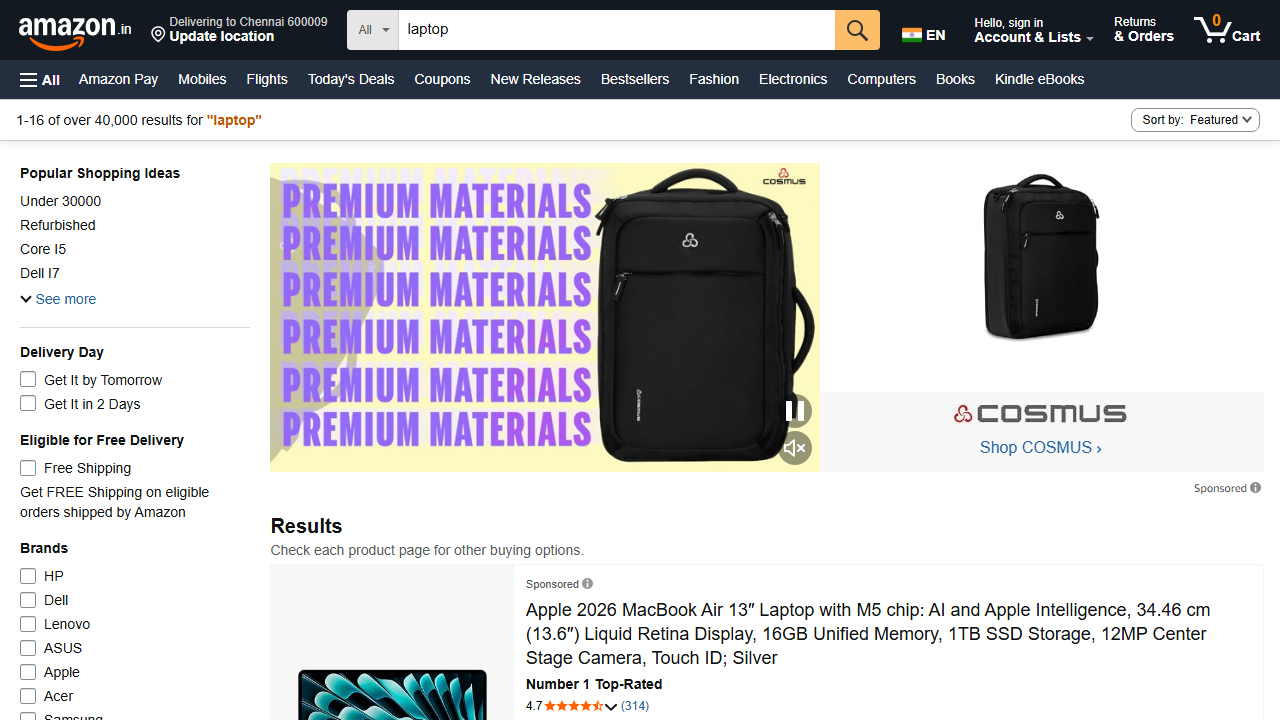 amazon.in
Delivering to Chennai 600009
Update location
All
laptop
EN
Hello, sign in
Account & Lists
Returns
& Orders
0
Cart
All
Amazon Pay
Mobiles
Flights
Today's Deals
Coupons
New Releases
Bestsellers
Fashion
Electronics
Computers
Books
Kindle eBooks
1-16 of over 40,000 results for "laptop"
Sort by: Featured
Popular Shopping Ideas
Under 30000
Refurbished
Core I5
Dell I7
See more
Delivery Day
Get It by Tomorrow
Get It in 2 Days
Eligible for Free Delivery
Free Shipping
Get FREE Shipping on eligible
orders shipped by Amazon
Brands
HP
Dell
Lenovo
ASUS
Apple
Acer
Samsung
PREMIUM MATERIALS
PREMIUM MATERIALS
PREMIUM MATERIALS
PREMIUM MATERIALS
PREMIUM MATERIALS
PREMIUM MATERIALS
COSMUS
COSMUS
COSMUS
Shop COSMUS ›
Sponsored
Results
Check each product page for other buying options.
Sponsored
Apple 2026 MacBook Air 13″ Laptop with M5 chip: AI and Apple Intelligence, 34.46 cm
(13.6″) Liquid Retina Display, 16GB Unified Memory, 1TB SSD Storage, 12MP Center
Stage Camera, Touch ID; Silver
Number 1 Top-Rated
4.7 (314)